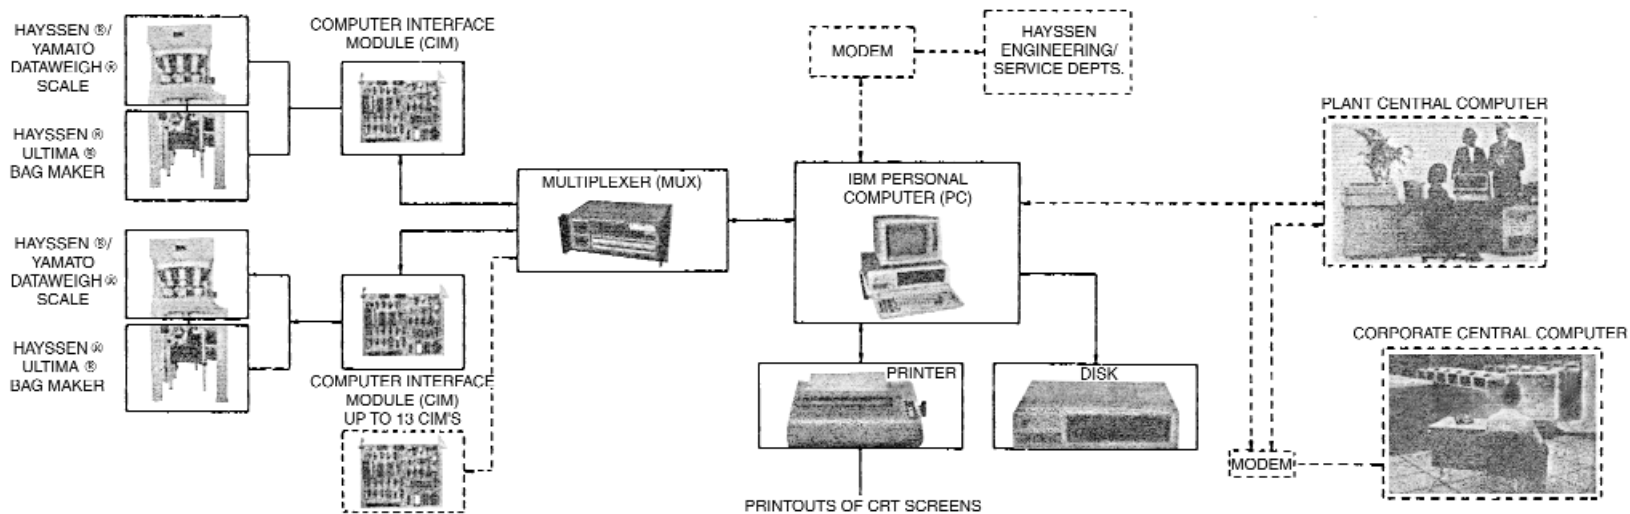 HAYSSEN ®/
YAMATO
DATAWEIGH ®
SCALE
HAYSSEN ®
ULTIMA ®
BAG MAKER
COMPUTER INTERFACE
MODULE (CIM)
HAYSSEN ®/
YAMATO
DATAWEIGH ®
SCALE
HAYSSEN ®
ULTIMA ®
BAG MAKER
COMPUTER INTERFACE
MODULE (CIM)
UP TO 13 CIM'S
MULTIPLEXER (MUX)
MODEM
HAYSSEN
ENGINEERING/
SERVICE DEPTS.
IBM PERSONAL
COMPUTER (PC)
PRINTER
DISK
PRINTOUTS OF CRT SCREENS
PLANT CENTRAL COMPUTER
CORPORATE CENTRAL COMPUTER
MODEM